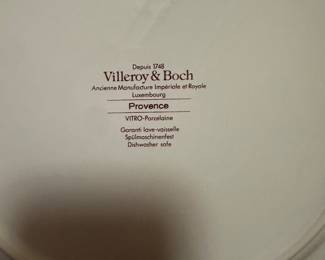 Depuis 1748
Villeroy & Boch
Ancienne Manufacture Impériale et Royale
Luxembourg
Provence
VITRO-Porcelaine
Garanti lave-vaisselle
Spülmaschinenfest
Dishwasher safe